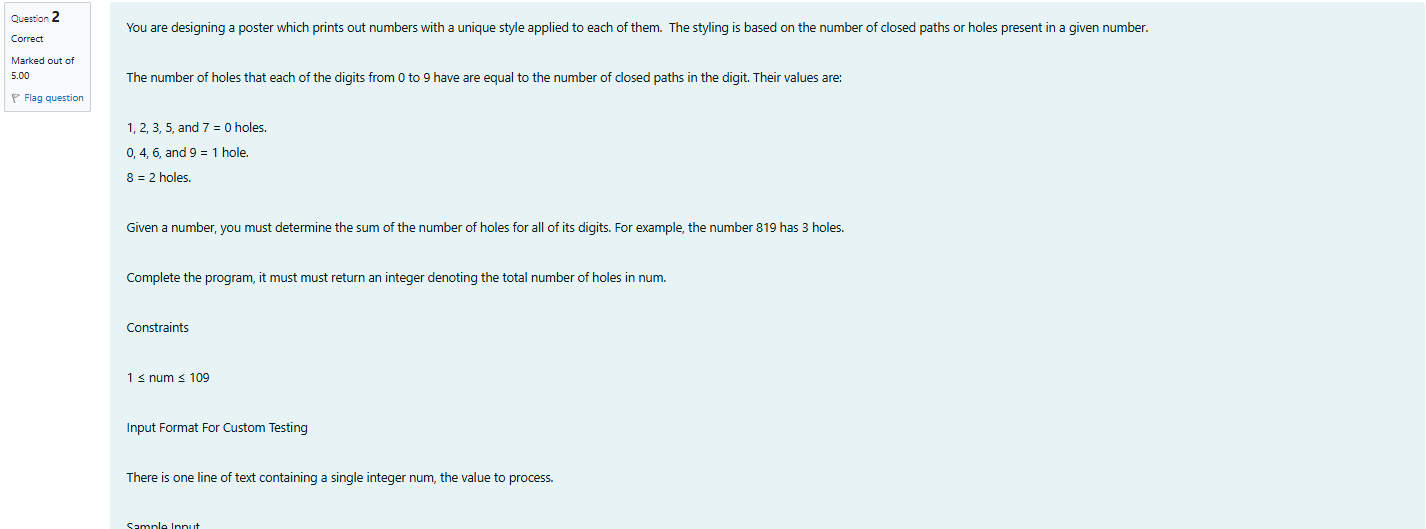 Question 2
Correct
Marked out of
5.00
Flag question
You are designing a poster which prints out numbers with a unique style applied to each of them. The styling is based on the number of closed paths or holes present in a given number.
The number of holes that each of the digits from 0 to 9 have are equal to the number of closed paths in the digit. Their values are:
1, 2, 3, 5, and 7 = 0 holes.
0, 4, 6, and 9 = 1 hole.
8 = 2 holes.
Given a number, you must determine the sum of the number of holes for all of its digits. For example, the number 819 has 3 holes.
Complete the program, it must must return an integer denoting the total number of holes in num.
Constraints
1 ≤ num ≤ 109
Input Format For Custom Testing
There is one line of text containing a single integer num, the value to process.
Sample Input